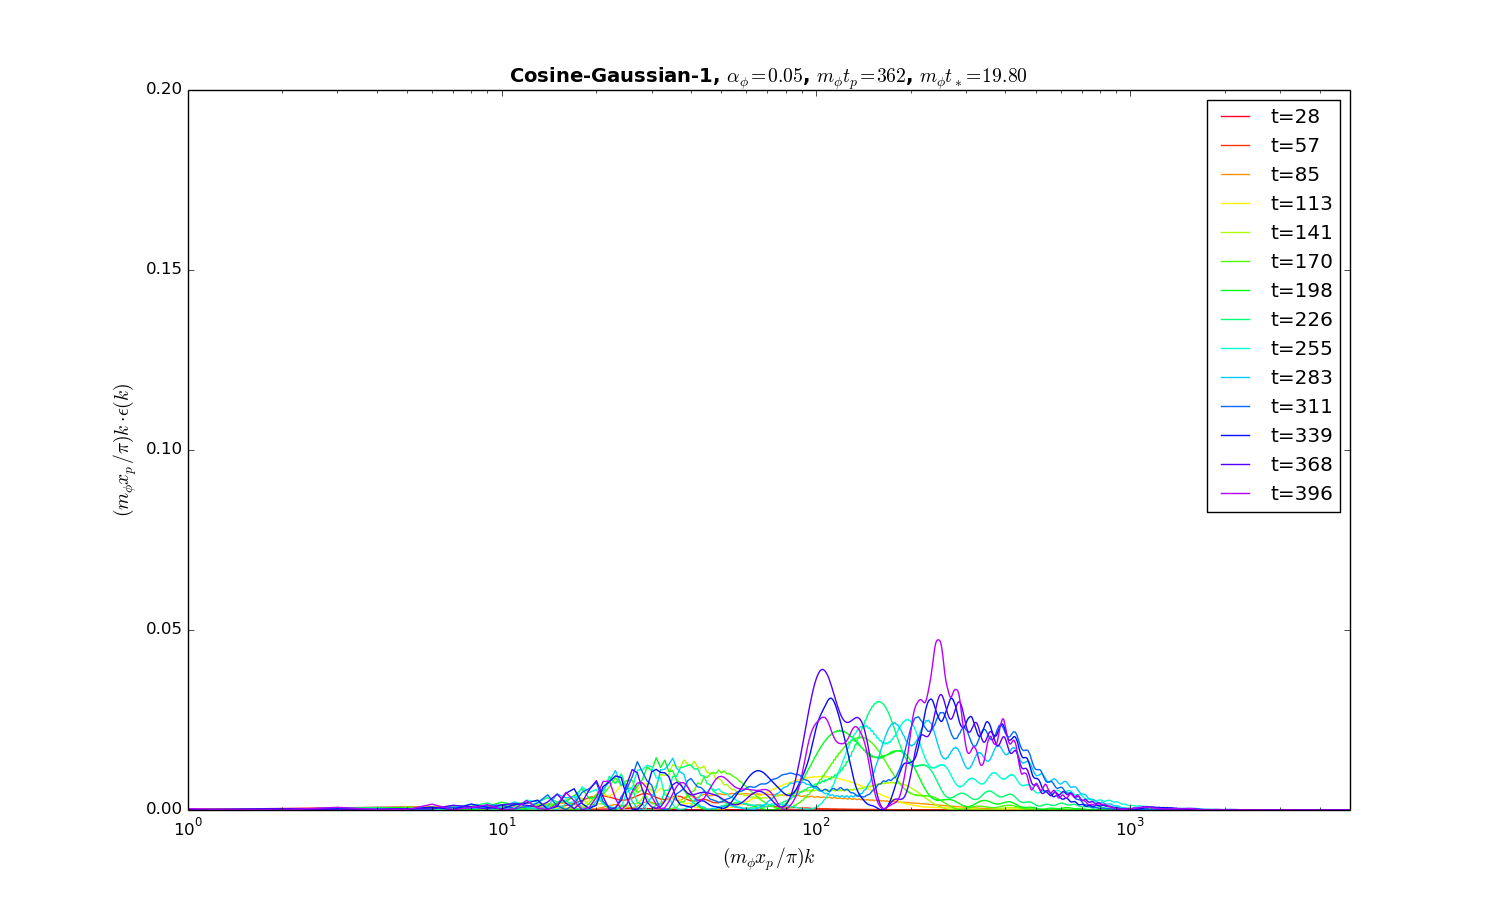 Cosine-Gaussian-1, α_ϕ=0.05, m_ϕt_p=362, m_ϕt_*=19.80
0.20
0.15
0.10
0.05
0.00
(m_ϕx_p/π)k·ϵ(k)
10^0
10^1
10^2
10^3
(m_ϕx_p/π)k
t=28
t=57
t=85
t=113
t=141
t=170
t=198
t=226
t=255
t=283
t=311
t=339
t=368
t=396